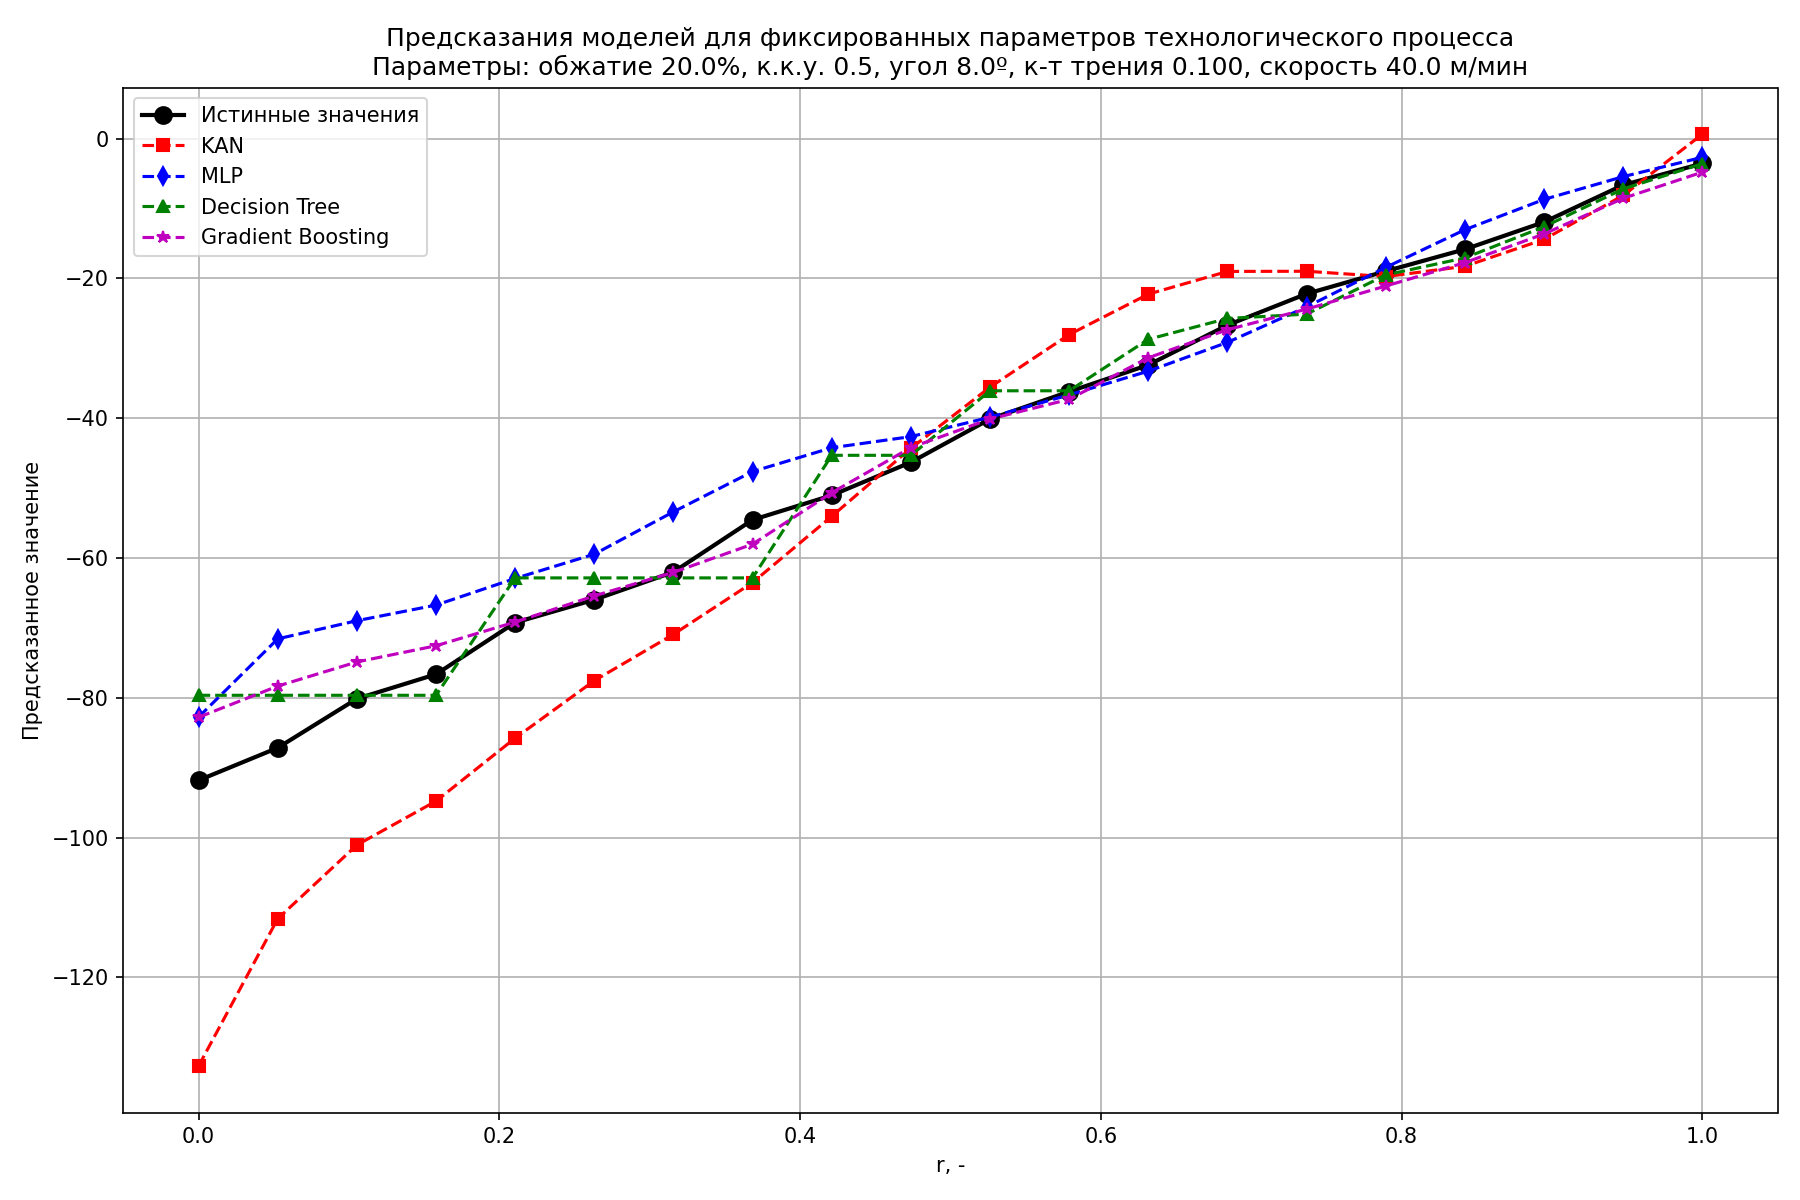 Предсказания моделей для фиксированных параметров технологического процесса
Параметры: обжатие 20.0%, к.к.у. 0.5, угол 8.0º, к-т трения 0.100, скорость 40.0 м/мин
Истинные значения
KAN
MLP
Decision Tree
Gradient Boosting
Предсказанное значение
0
−20
−40
−60
−80
−100
−120
0.0 0.2 0.4 0.6 0.8 1.0
r, -